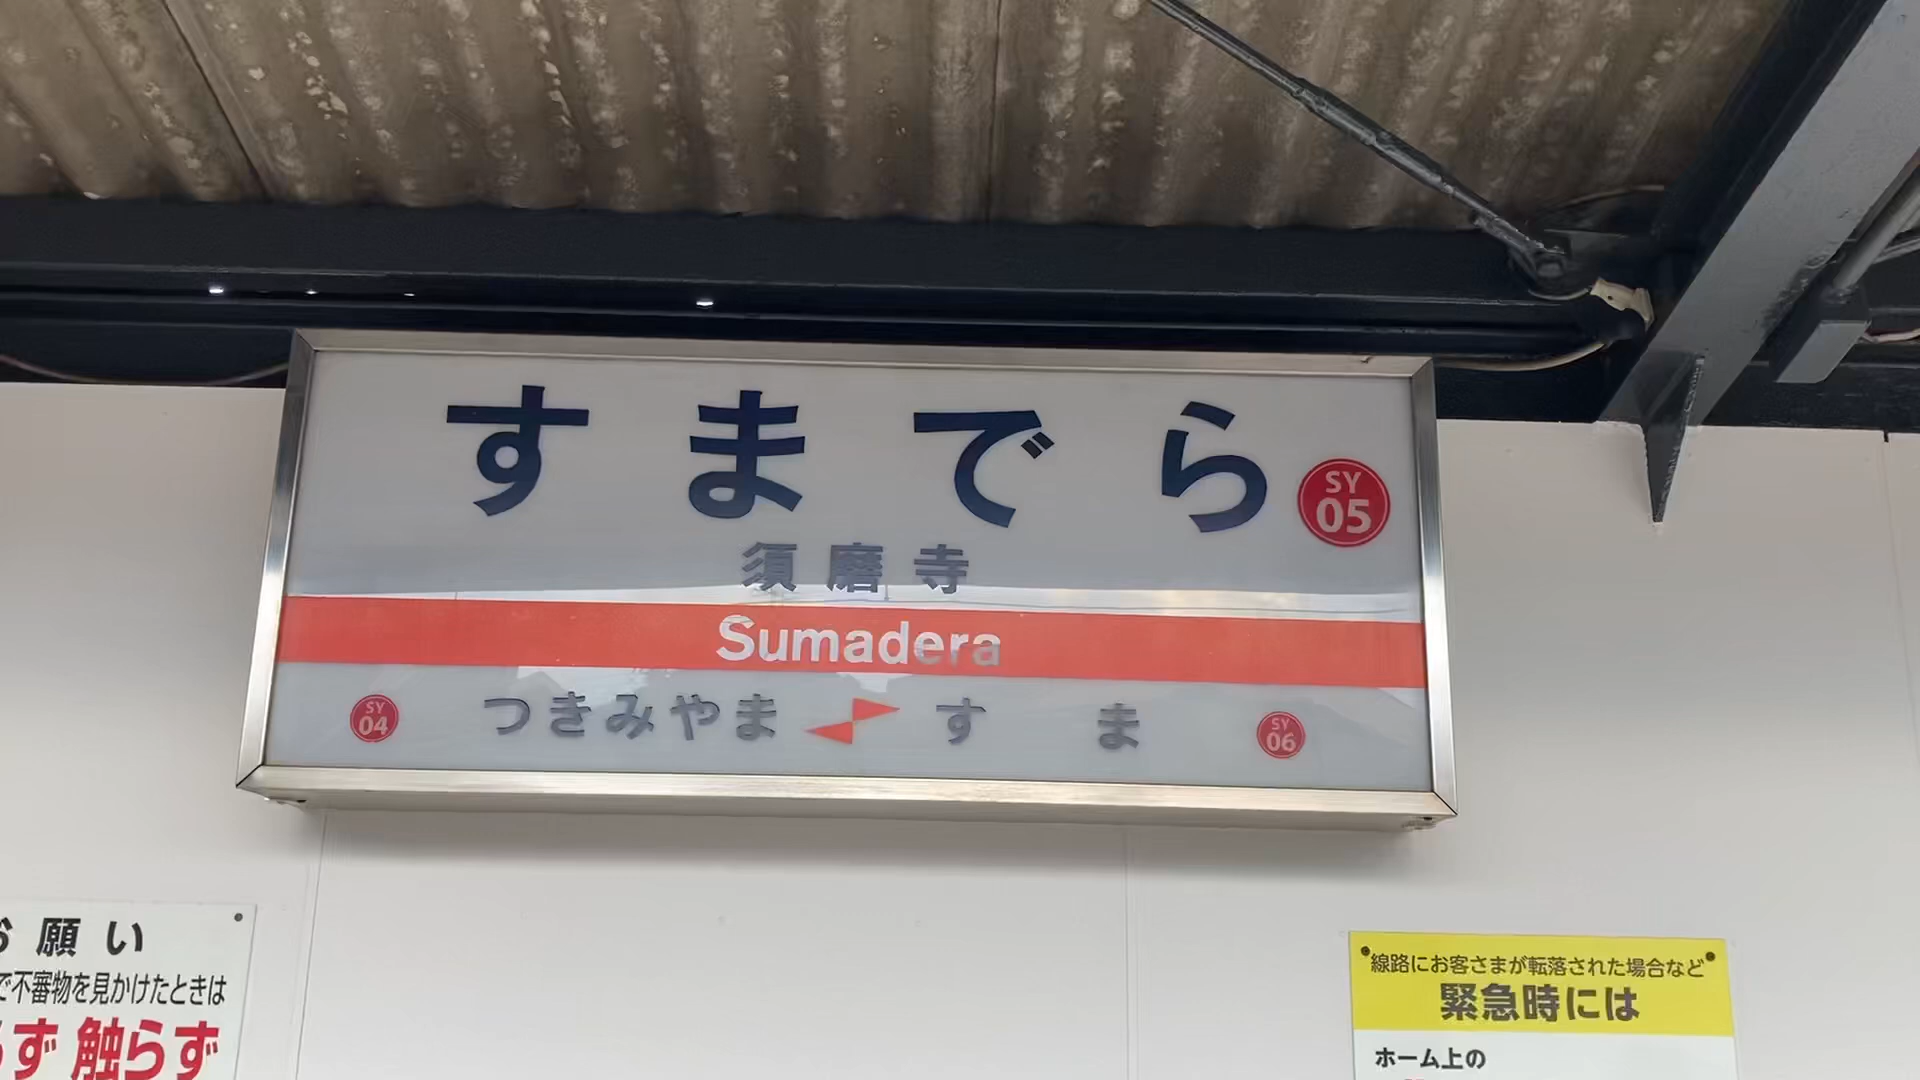 すまでら
SY
05
須磨寺
Sumadera
SY
04
つきみやま
すま
SY
06
お願い
で不審物を見かけたときは
らず 触らず
線路にお客さまが転落された場合など
緊急時には
ホーム上の